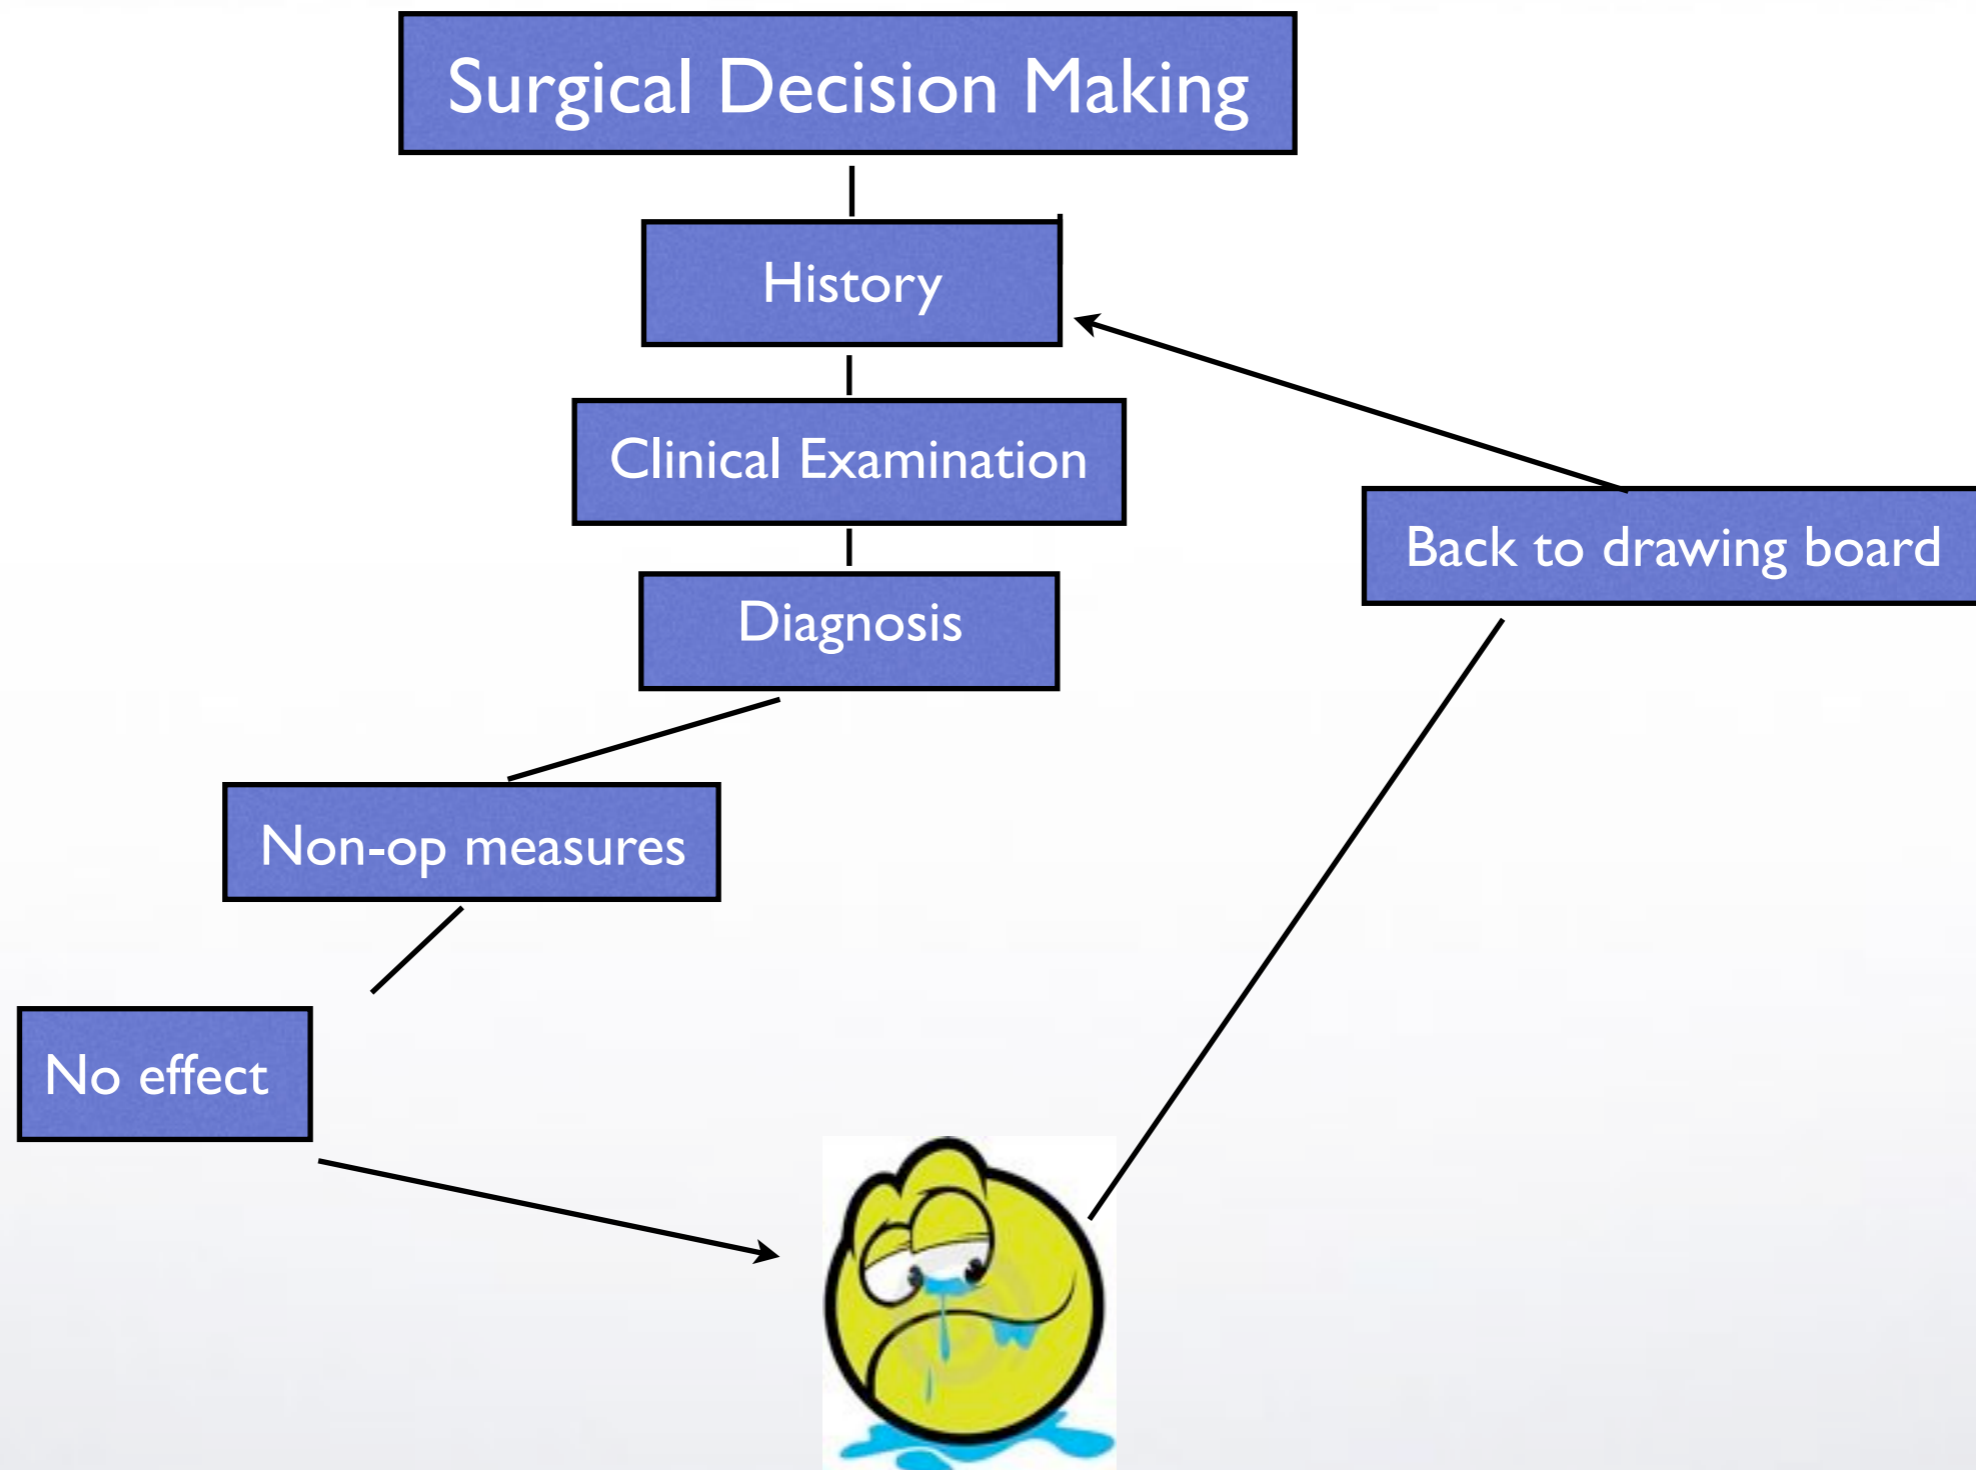 Surgical Decision Making
History
Clinical Examination
Back to drawing board
Diagnosis
Non-op measures
No effect